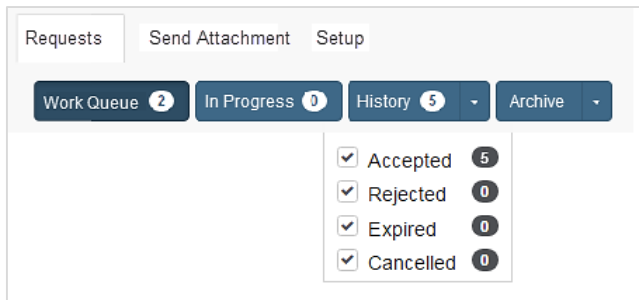 Requests Send Attachment Setup
Work Queue 2 In Progress 0 History 5 Archive
Accepted 5
Rejected 0
Expired 0
Cancelled 0